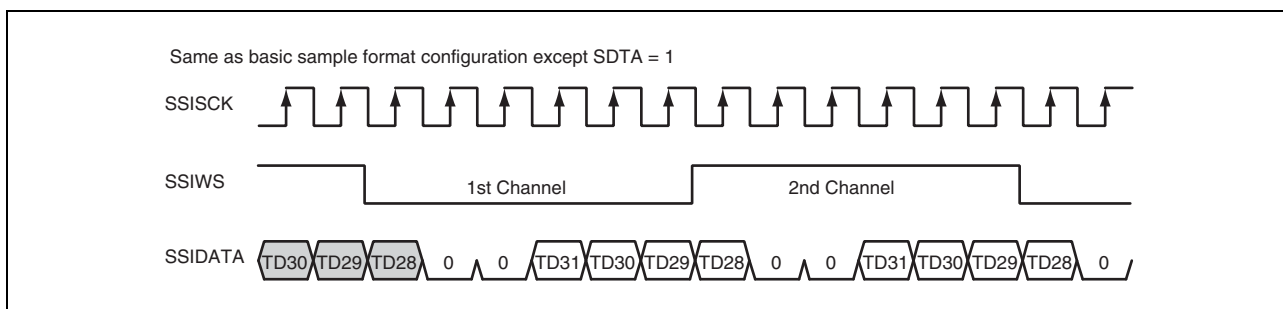 Same as basic sample format configuration except SDTA = 1
SSISCK
SSIWS 1st Channel 2nd Channel
SSIDATA TD30 TD29 TD28 0 0 TD31 TD30 TD29 TD28 0 0 TD31 TD30 TD29 TD28 0